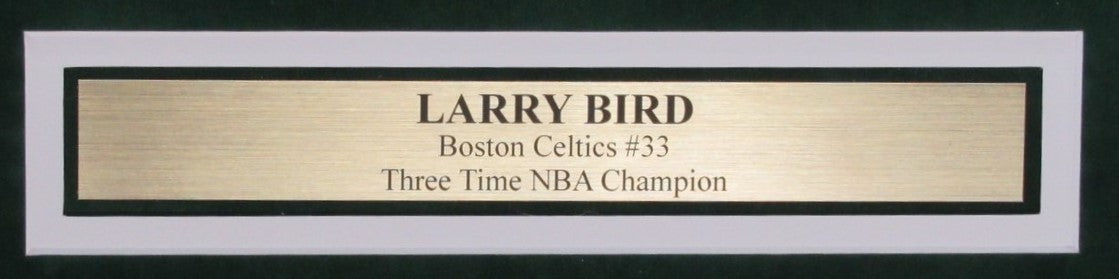 LARRY BIRD
Boston Celtics #33
Three Time NBA Champion